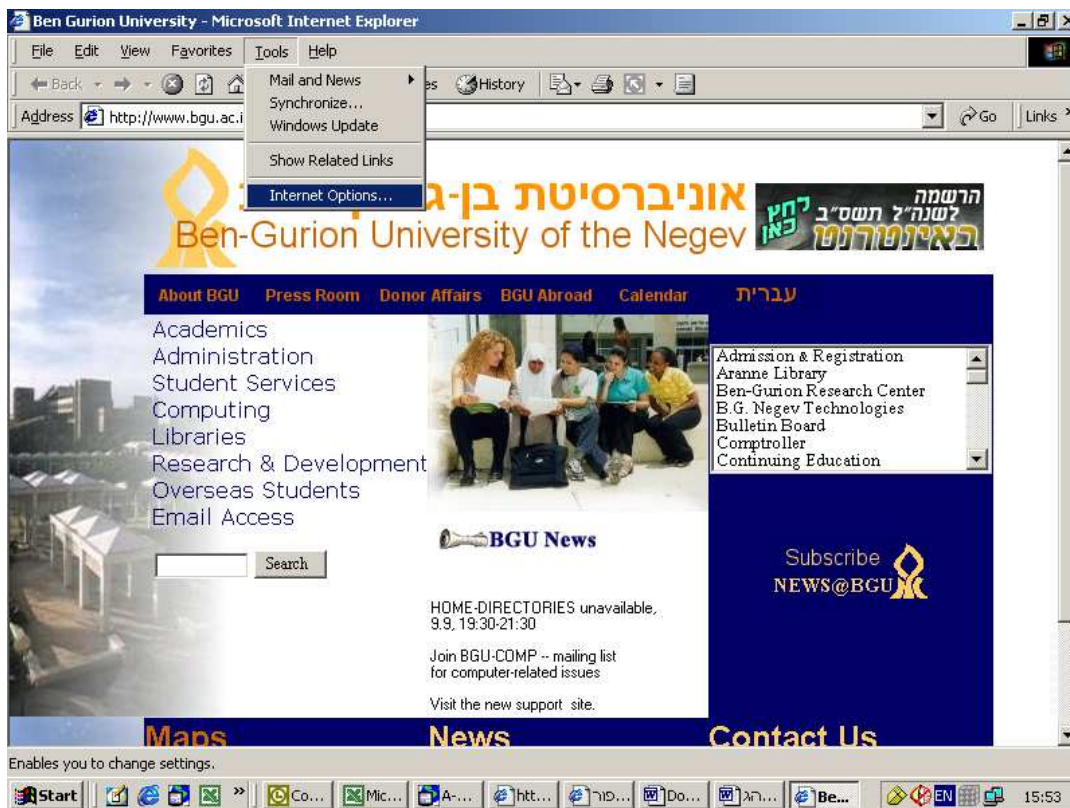 Ben Gurion University - Microsoft Internet Explorer
File Edit View Favorites Tools Help
Back History
Address http://www.bgu.ac.i Go Links
Mail and News
Synchronize...
Windows Update
Show Related Links
Internet Options...
אוניברסיטת בן-ג
Ben-Gurion University of the Negev
הרשמה
לשנה"ל תשס"ב
באינטרנט
לחץ
כאן
About BGU Press Room Donor Affairs BGU Abroad Calendar עברית
Academics
Administration
Student Services
Computing
Libraries
Research & Development
Overseas Students
Email Access
Search
Admission & Registration
Aranne Library
Ben-Gurion Research Center
B.G. Negev Technologies
Bulletin Board
Comptroller
Continuing Education
BGU News
HOME-DIRECTORIES unavailable,
9.9, 19:30-21:30
Join BGU-COMP -- mailing list
for computer-related issues
Visit the new support site.
Subscribe
NEWS@BGU
Maps News Contact Us
Enables you to change settings.
Start Co... Mic... A-... htt... פור... Do... הג... Be... EN 15:53